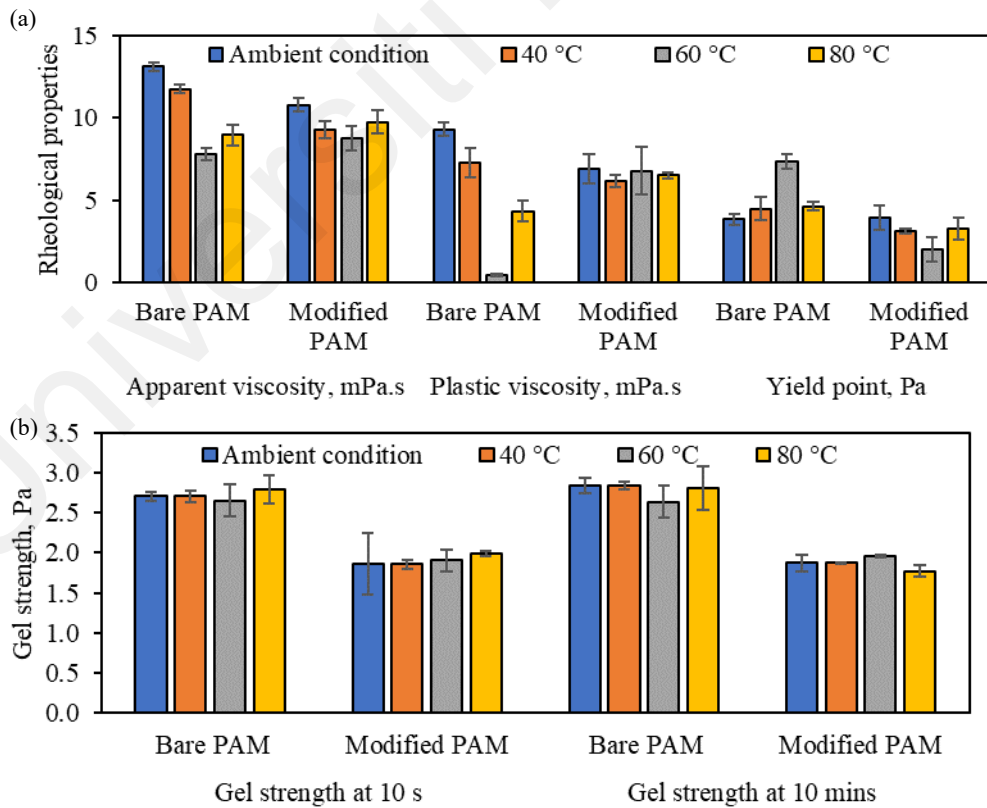 (a)
15
10
5
0
Rheological properties
Ambient condition 40 °C 60 °C 80 °C
Bare PAM Modified PAM Bare PAM Modified PAM Bare PAM Modified PAM
Apparent viscosity, mPa.s Plastic viscosity, mPa.s Yield point, Pa
(b)
3.5
3.0
2.5
2.0
1.5
1.0
0.5
0.0
Gel strength, Pa
Ambient condition 40 °C 60 °C 80 °C
Bare PAM Modified PAM Bare PAM Modified PAM
Gel strength at 10 s Gel strength at 10 mins
Universiti